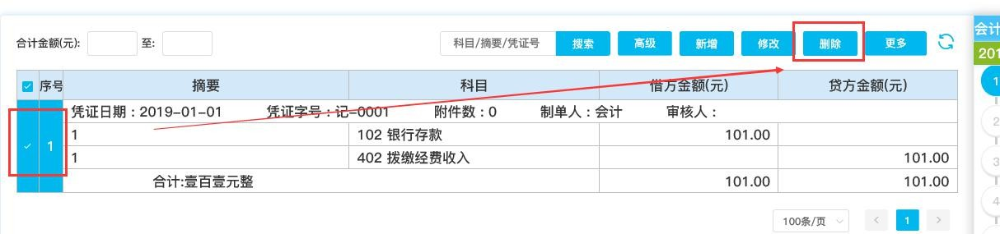 合计金额(元): 至: 科目/摘要/凭证号 搜索 高级 新增 修改 删除 更多
会计
201
序号 摘要 科目 借方金额(元) 贷方金额(元)
1
凭证日期：2019-01-01 凭证字号：记-0001 附件数：0 制单人：会计 审核人：
2
1 1 102 银行存款 101.00
1 402 拨缴经费收入 101.00
3
合计:壹百壹元整 101.00 101.00
4
100条/页 < 1 >